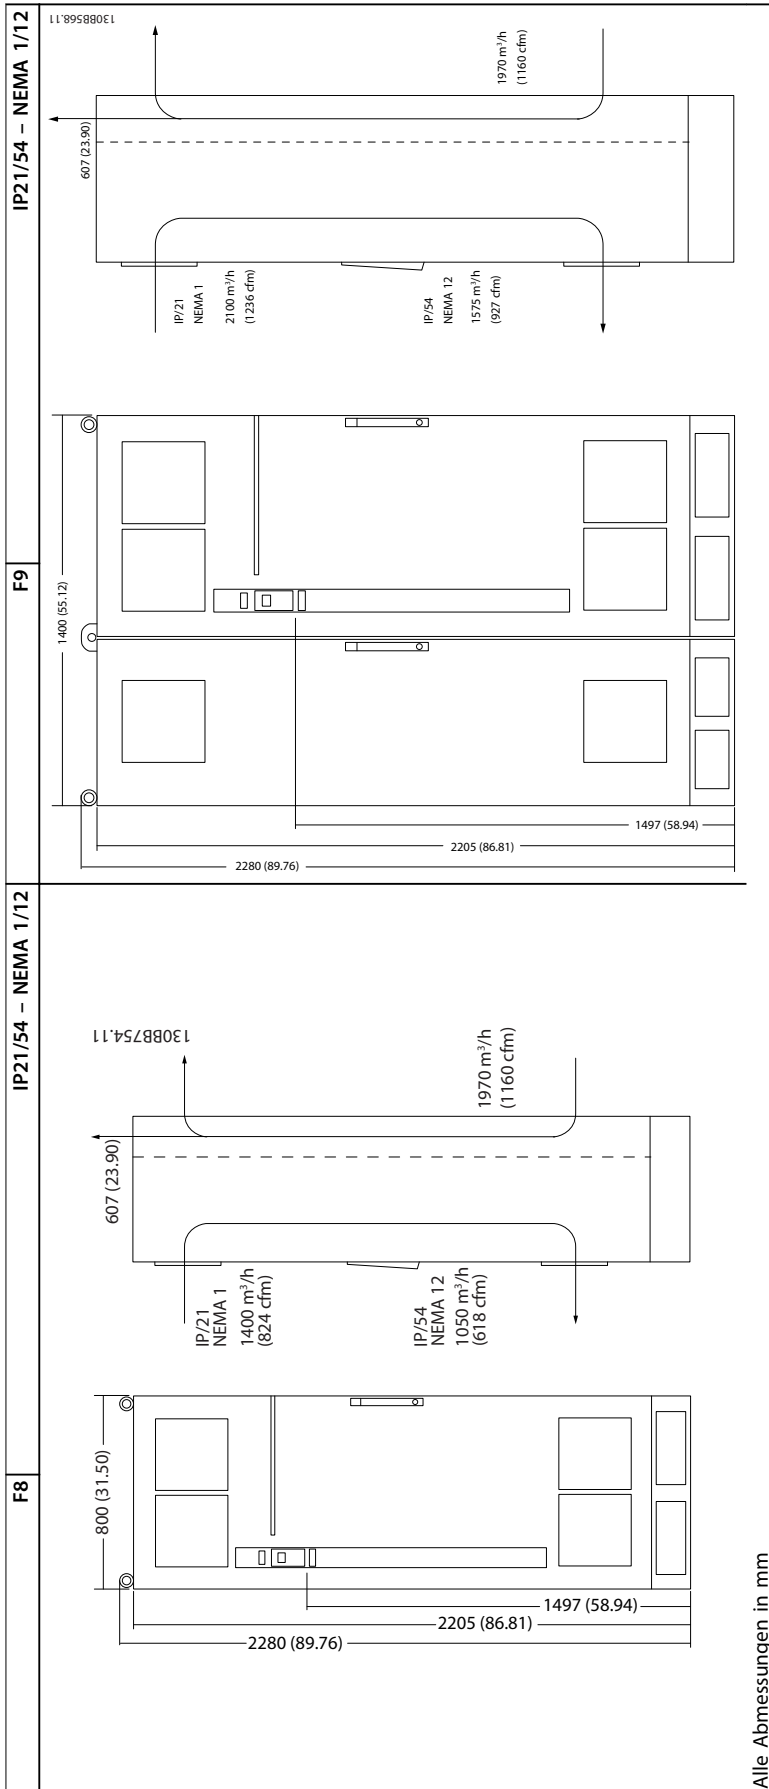 F8
IP21/54 – NEMA 1/12
F9
IP21/54 – NEMA 1/12
800 (31.50)
2280 (89.76)
2205 (86.81)
1497 (58.94)
IP/21
NEMA 1
1400 m³/h
(824 cfm)
IP/54
NEMA 12
1050 m³/h
(618 cfm)
607 (23.90)
1970 m³/h
(1160 cfm)
130BB754.11
1400 (55.12)
2280 (89.76)
2205 (86.81)
1497 (58.94)
IP/21
NEMA 1
2100 m³/h
(1236 cfm)
IP/54
NEMA 12
1575 m³/h
(927 cfm)
607 (23.90)
1970 m³/h
(1160 cfm)
130BB568.11
Alle Abmessungen in mm